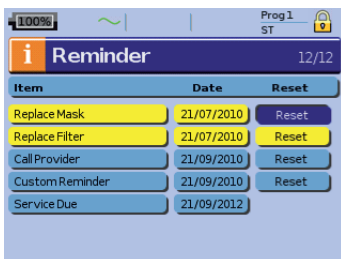 100% Prog 1
ST
i Reminder 12/12
Item Date Reset
Replace Mask 21/07/2010 Reset
Replace Filter 21/07/2010 Reset
Call Provider 21/09/2010 Reset
Custom Reminder 21/09/2010 Reset
Service Due 21/09/2012